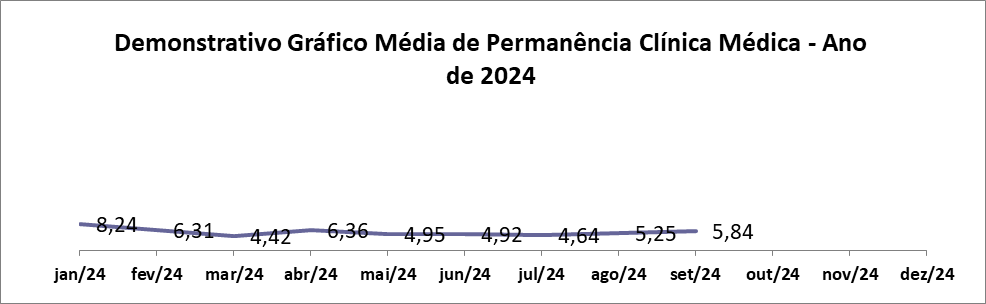 Demonstrativo Gráfico Média de Permanência Clínica Médica - Ano
de 2024
8,24 6,31 4,42 6,36 4,95 4,92 4,64 5,25 5,84
jan/24 fev/24 mar/24 abr/24 mai/24 jun/24 jul/24 ago/24 set/24 out/24 nov/24 dez/24